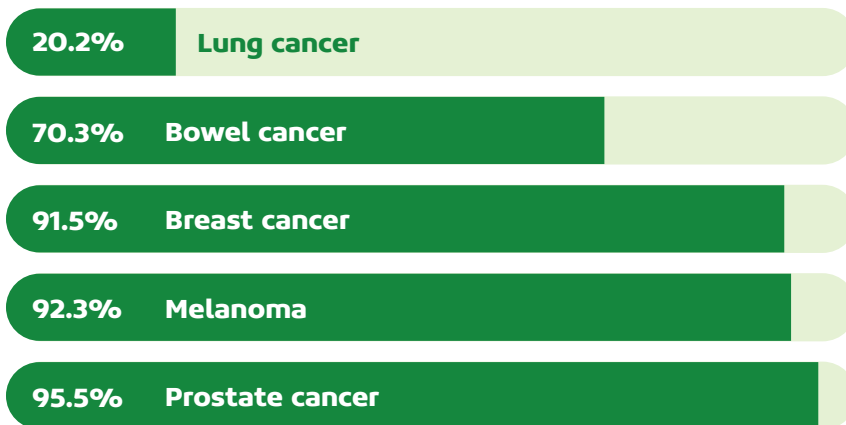 20.2% Lung cancer
70.3% Bowel cancer
91.5% Breast cancer
92.3% Melanoma
95.5% Prostate cancer